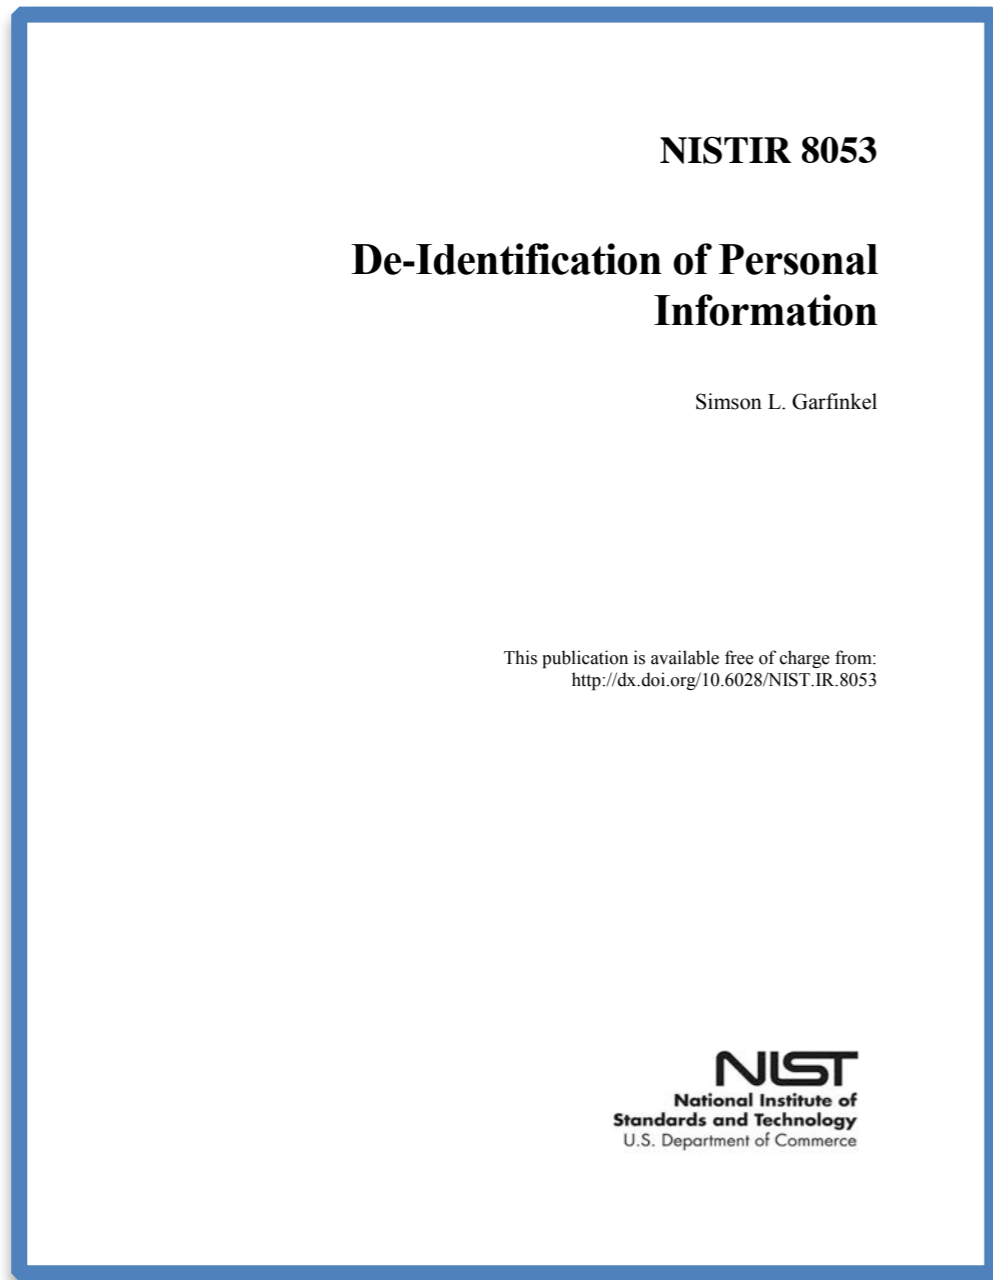 NISTIR 8053
De-Identification of Personal
Information
Simson L. Garfinkel
This publication is available free of charge from:
http://dx.doi.org/10.6028/NIST.IR.8053
NIST
National Institute of
Standards and Technology
U.S. Department of Commerce